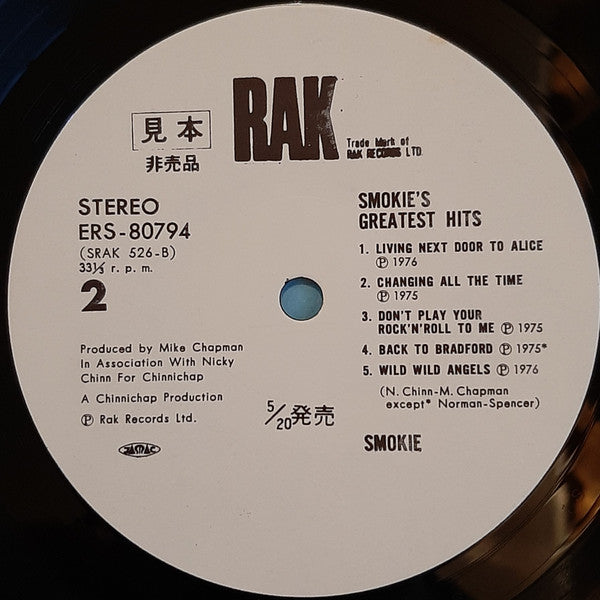 見本
非売品
RAK
Trade Mark of
RAK RECORDS LTD.
STEREO
ERS-80794
(SRAK 526-B)
33⅓ r. p. m.
2
Produced by Mike Chapman
In Association With Nicky
Chinn For Chinnichap
A Chinnichap Production
Ⓟ Rak Records Ltd.
JASRAC
5/20発売
SMOKIE'S
GREATEST HITS
1. LIVING NEXT DOOR TO ALICE
Ⓟ 1976
2. CHANGING ALL THE TIME
Ⓟ 1975
3. DON'T PLAY YOUR
ROCK'N'ROLL TO ME Ⓟ 1975
4. BACK TO BRADFORD Ⓟ 1975*
5. WILD WILD ANGELS Ⓟ 1976
(N. Chinn-M. Chapman
except* Norman-Spencer)
SMOKIE